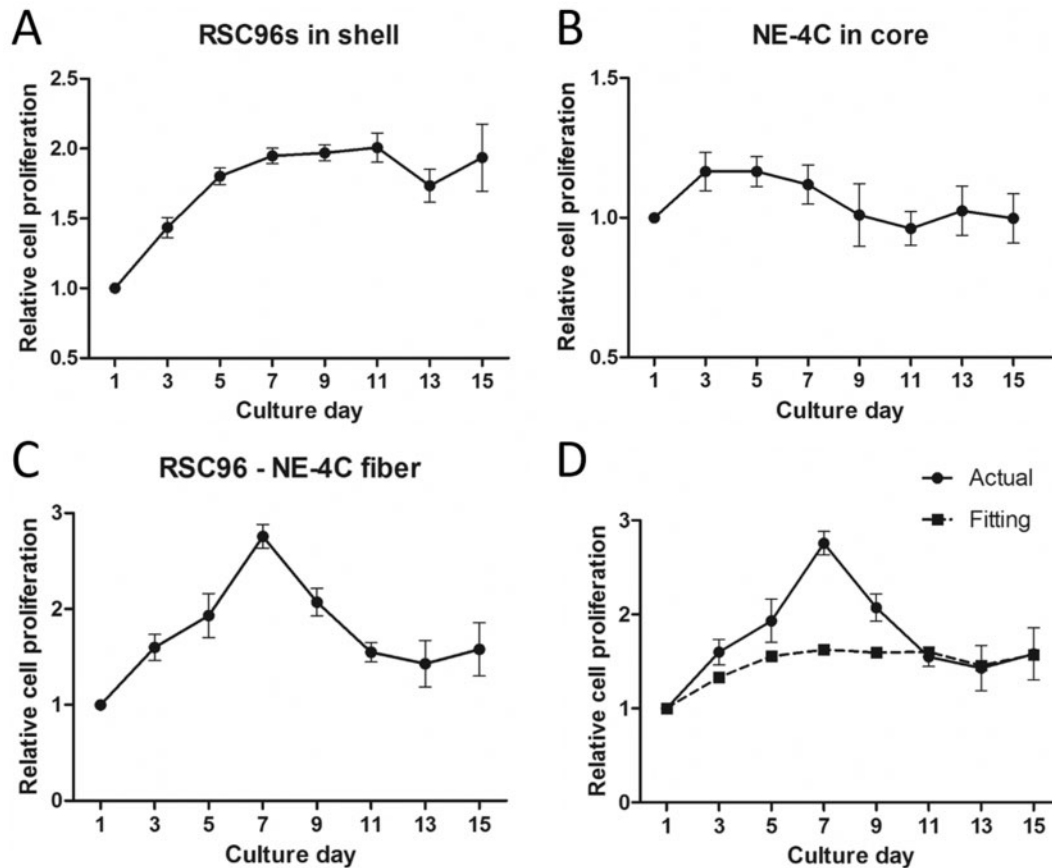 A
RSC96s in shell
Relative cell proliferation
2.5
2.0
1.5
1.0
0.5
1 3 5 7 9 11 13 15
Culture day
B
NE-4C in core
Relative cell proliferation
1.5
1.0
0.5
1 3 5 7 9 11 13 15
Culture day
C
RSC96 - NE-4C fiber
Relative cell proliferation
3
2
1
0
1 3 5 7 9 11 13 15
Culture day
D
Actual
Fitting
Relative cell proliferation
3
2
1
0
1 3 5 7 9 11 13 15
Culture day